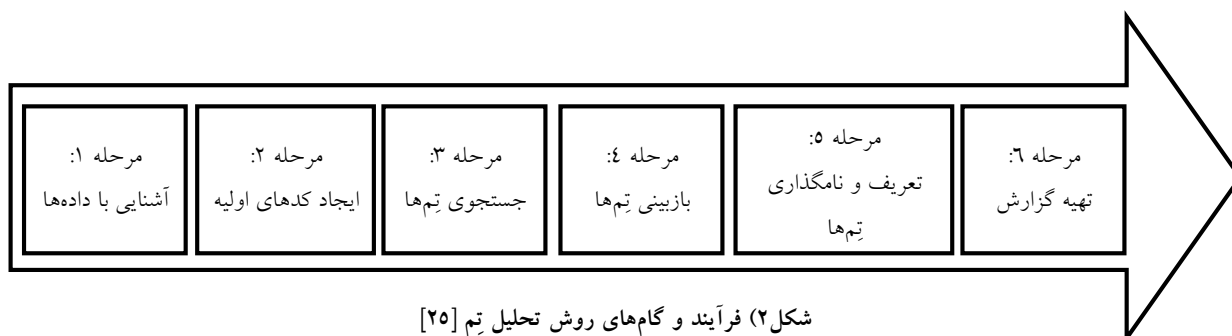 مرحله ۱:
آشنایی با داده‌ها
مرحله ۲:
ایجاد کدهای اولیه
مرحله ۳:
جستجوی تِم‌ها
مرحله ٤:
بازبینی تِم‌ها
مرحله ٥:
تعریف و نامگذاری
تِم‌ها
مرحله ٦:
تهیه گزارش
شکل۲) فرآیند و گام‌های روش تحلیل تِم [۲٥]